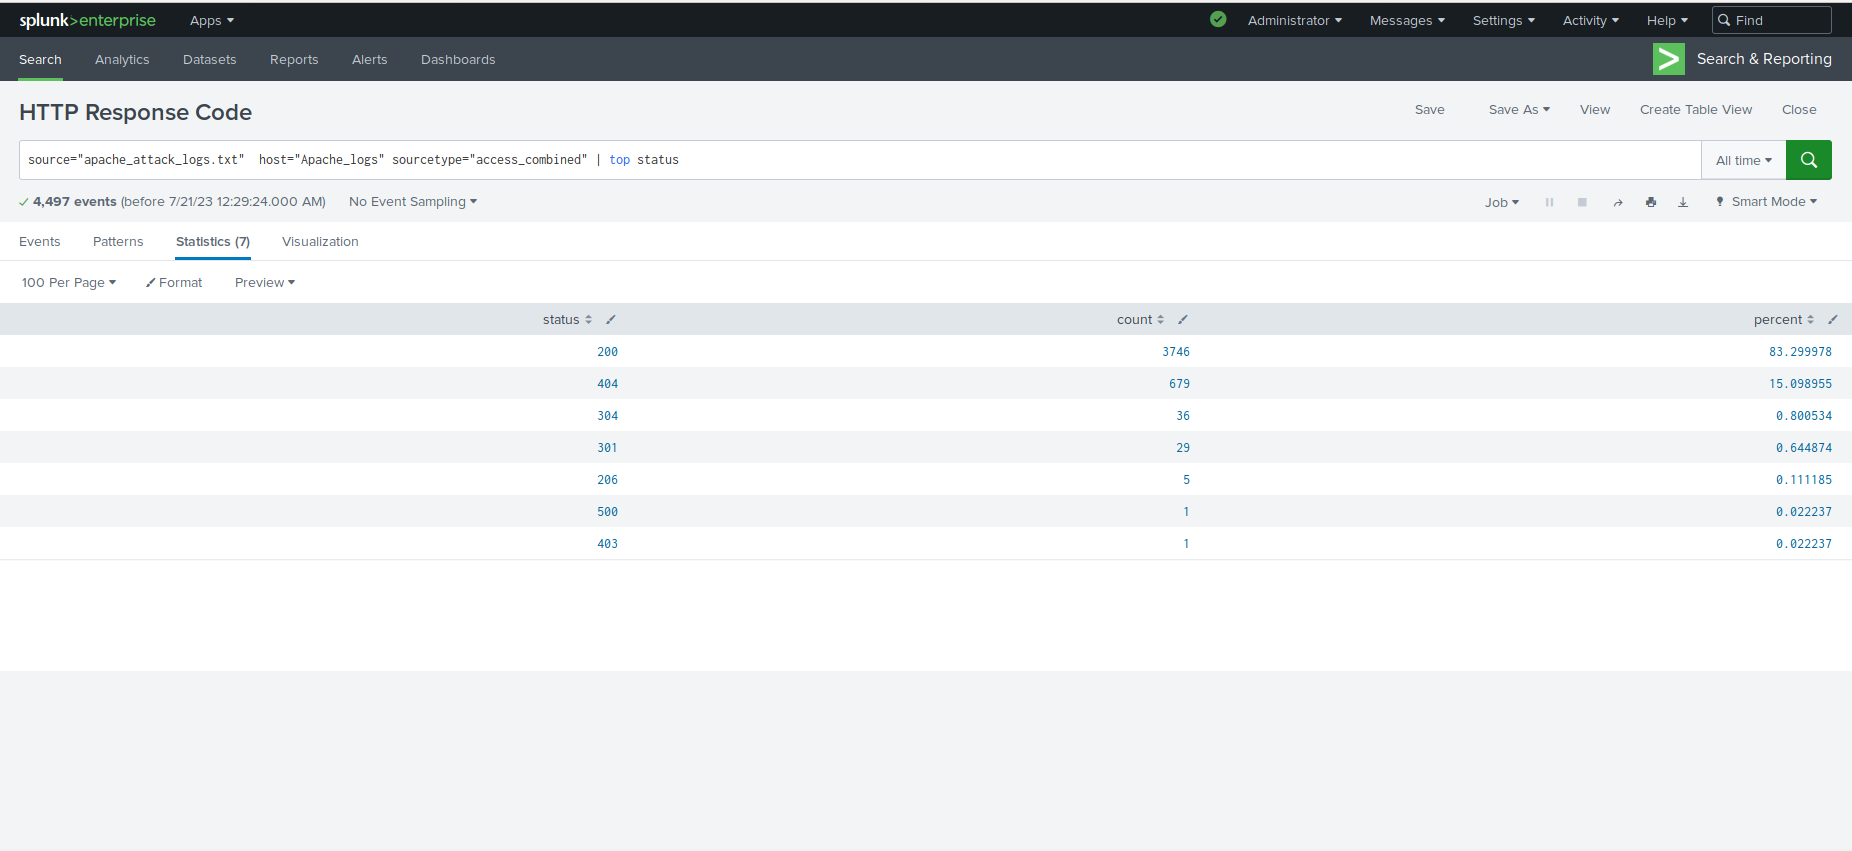 splunk>enterprise Apps Administrator Messages Settings Activity Help Find
Search Analytics Datasets Reports Alerts Dashboards > Search & Reporting
HTTP Response Code Save Save As View Create Table View Close
source="apache_attack_logs.txt"  host="Apache_logs" sourcetype="access_combined" | top status All time
4,497 events (before 7/21/23 12:29:24.000 AM) No Event Sampling Job Smart Mode
Events Patterns Statistics (7) Visualization
100 Per Page Format Preview
status count percent
200 3746 83.299978
404 679 15.098955
304 36 0.800534
301 29 0.644874
206 5 0.111185
500 1 0.022237
403 1 0.022237